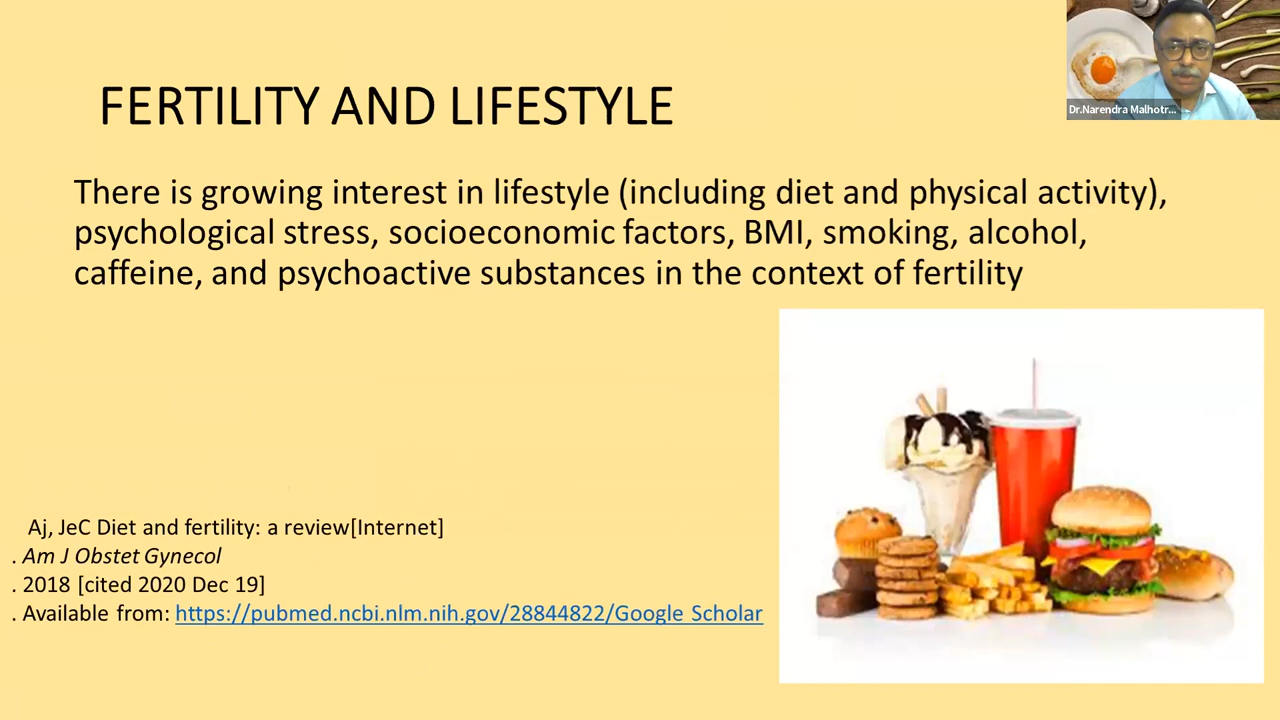 FERTILITY AND LIFESTYLE
Dr.Narendra Malhotr...
There is growing interest in lifestyle (including diet and physical activity),
psychological stress, socioeconomic factors, BMI, smoking, alcohol,
caffeine, and psychoactive substances in the context of fertility
Aj, JeC Diet and fertility: a review[Internet]
. Am J Obstet Gynecol
. 2018 [cited 2020 Dec 19]
. Available from: https://pubmed.ncbi.nlm.nih.gov/28844822/Google Scholar